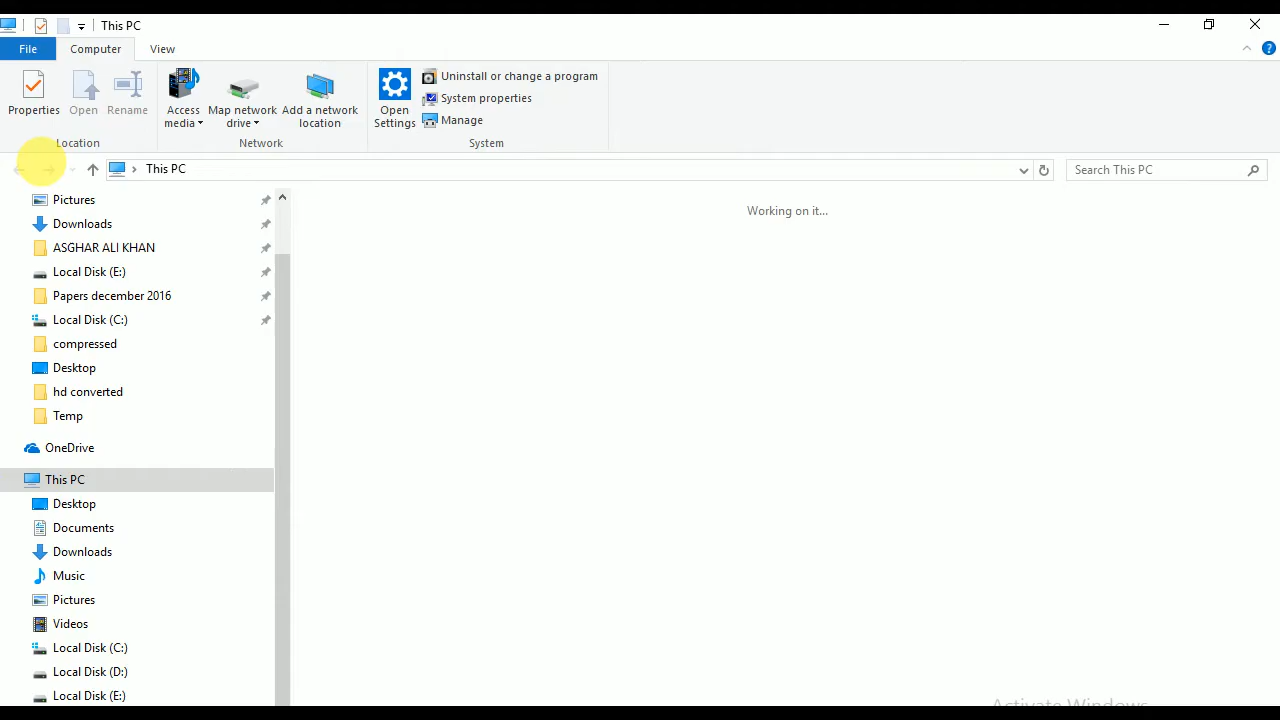 This PC
File Computer View
Properties Open Rename Access media Map network drive Add a network location Open Settings Uninstall or change a program
System properties
Manage
Location Network System
This PC Search This PC
Working on it...
Pictures
Downloads
ASGHAR ALI KHAN
Local Disk (E:)
Papers december 2016
Local Disk (C:)
compressed
Desktop
hd converted
Temp
OneDrive
This PC
Desktop
Documents
Downloads
Music
Pictures
Videos
Local Disk (C:)
Local Disk (D:)
Local Disk (E:)
Activate Windows